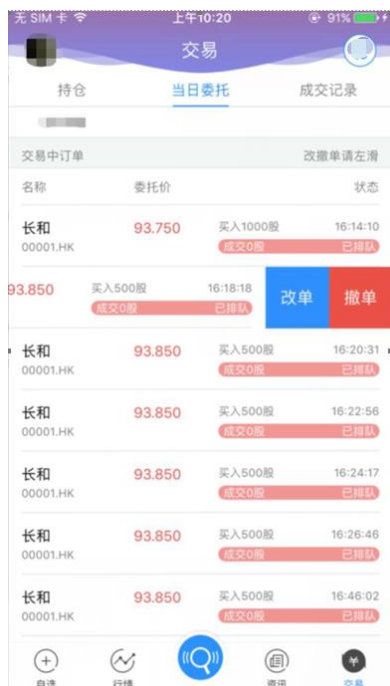 无 SIM 卡 上午10:20 91%
交易
持仓 当日委托 成交记录
交易中订单 改撤单请左滑
名称 委托价 状态
长和 93.750 买入1000股 16:14:10
00001.HK 成交0股 已排队
93.850 买入500股 16:18:18 改单 撤单
成交0股 已排队
长和 93.850 买入500股 16:20:31
00001.HK 成交0股 已排队
长和 93.850 买入500股 16:22:56
00001.HK 成交0股 已排队
长和 93.850 买入500股 16:24:17
00001.HK 成交0股 已排队
长和 93.850 买入500股 16:26:46
00001.HK 成交0股 已排队
长和 93.850 买入500股 16:46:02
00001.HK 成交0股 已排队
自选 行情 资讯 交易